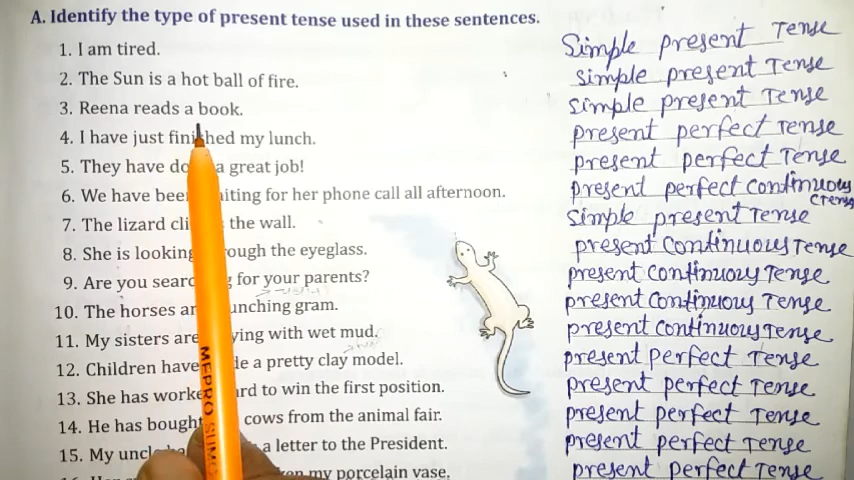 A. Identify the type of present tense used in these sentences.
1. I am tired. Simple present Tense
2. The Sun is a hot ball of fire. simple present Tense
3. Reena reads a book. simple present Tense
4. I have just finished my lunch. present perfect Tense
5. They have do a great job! present perfect Tense
6. We have been iting for her phone call all afternoon. present perfect continuous
Tense
7. The lizard cli the wall. Simple present Tense
8. She is looking rough the eyeglass. present continuous Tense
9. Are you sear g for your parents? present continuous Tense
10. The horses ar unching gram. present continuous Tense
11. My sisters are ying with wet mud. present continuous Tense
12. Children have de a pretty clay model. present perfect Tense
13. She has worke rd to win the first position. present perfect Tense
14. He has bought cows from the animal fair. present perfect Tense
15. My uncle a letter to the President. present perfect Tense
my porcelain vase. present perfect Tense
MEPRO SUMO